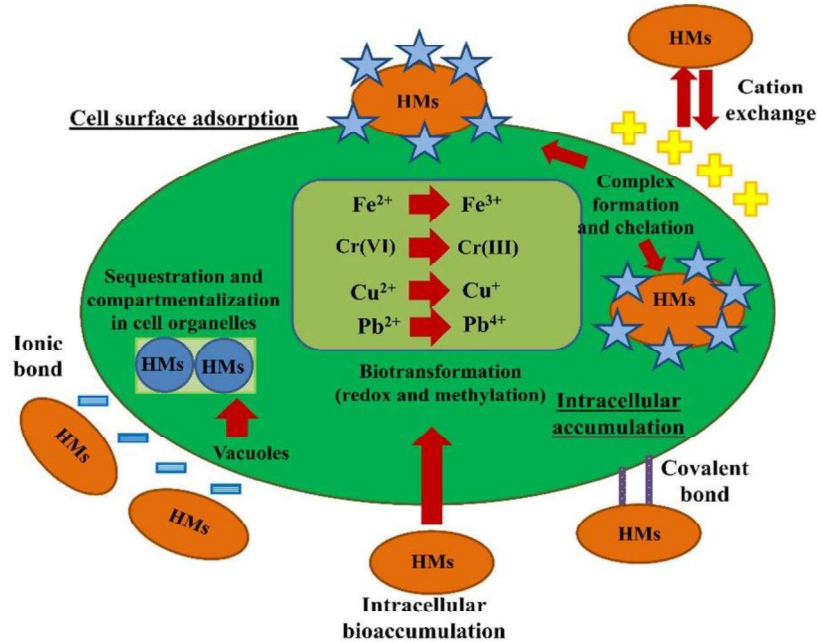 HMs
Cation
exchange
HMs
Cell surface adsorption
Complex
formation
and chelation
Fe²⁺ Fe³⁺
Cr(VI) Cr(III)
Cu²⁺ Cu⁺
Pb²⁺ Pb⁴⁺
Sequestration and
compartmentalization
in cell organelles
HMs HMs
HMs
Ionic
bond
Biotransformation
(redox and methylation)
Intracellular
accumulation
Vacuoles
HMs
HMs
Covalent
bond
HMs
HMs
Intracellular
bioaccumulation